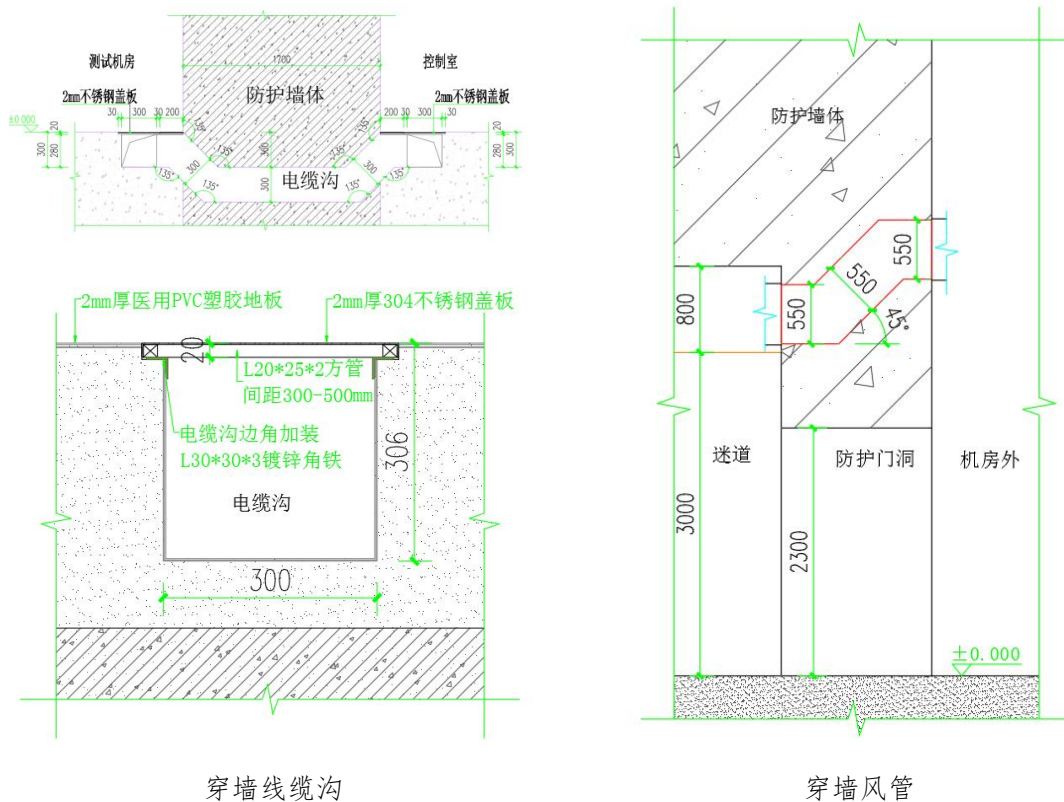 测试机房
1700
控制室
2mm不锈钢盖板
防护墙体
2mm不锈钢盖板
30 300 30 200
200 30 300 30
±0.000
20
300
280
135°
135°
300
300
300
135°
135°
电缆沟
135°
135°
300
135°
135°
20
280
300
2mm厚医用PVC塑胶地板
2mm厚304不锈钢盖板
20
L20*25*2方管
间距300-500mm
电缆沟边角加装
L30*30*3镀锌角铁
306
电缆沟
300
穿墙线缆沟
防护墙体
550
550
550
45°
800
迷道
防护门洞
机房外
3000
2300
±0.000
穿墙风管